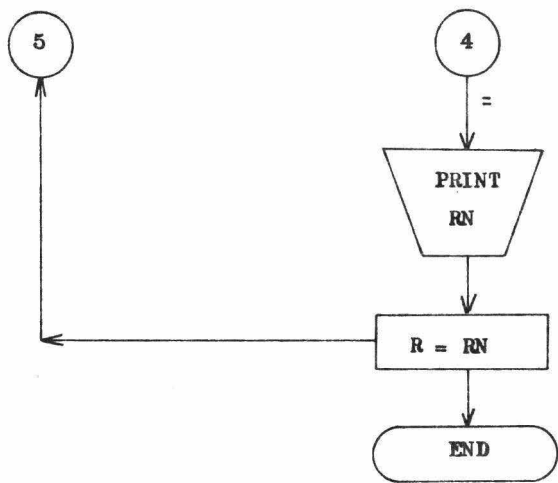 5
4
=
PRINT
RN
R = RN
END